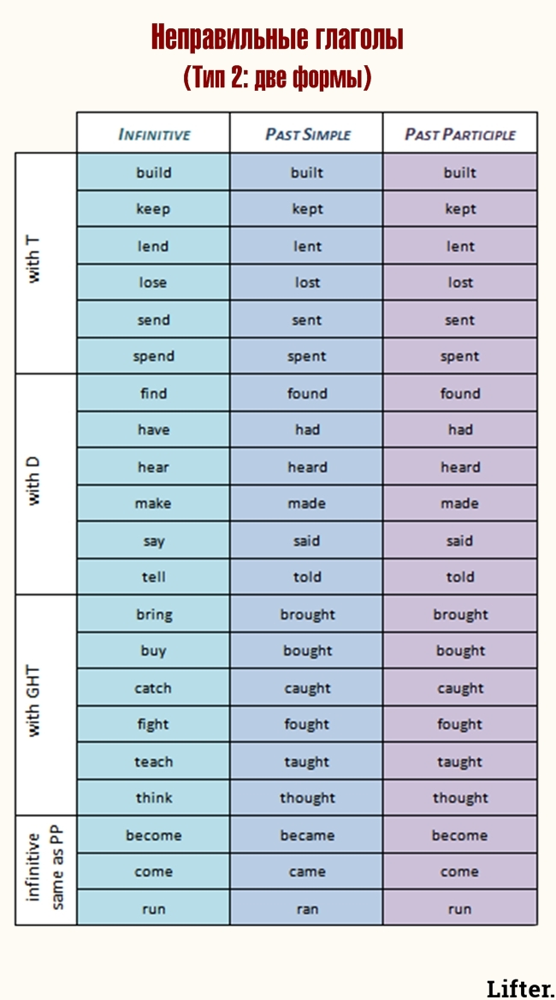 Неправильные глаголы
(Тип 2: две формы)
INFINITIVE PAST SIMPLE PAST PARTICIPLE
with T
build built built
keep kept kept
lend lent lent
lose lost lost
send sent sent
spend spent spent
with D
find found found
have had had
hear heard heard
make made made
say said said
tell told told
with GHT
bring brought brought
buy bought bought
catch caught caught
fight fought fought
teach taught taught
think thought thought
infinitive
same as PP
become became become
come came come
run ran run
Lifter.